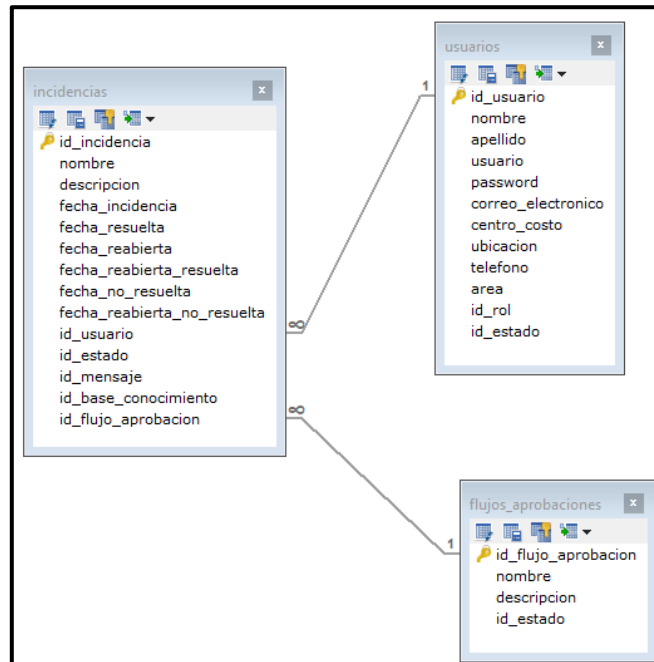 incidencias
id_incidencia
nombre
descripcion
fecha_incidencia
fecha_resuelta
fecha_reabierta
fecha_reabierta_resuelta
fecha_no_resuelta
fecha_reabierta_no_resuelta
id_usuario
id_estado
id_mensaje
id_base_conocimiento
id_flujo_aprobacion
∞
∞
1
usuarios
x
x
id_usuario
nombre
apellido
usuario
password
correo_electronico
centro_costo
ubicacion
telefono
area
id_rol
id_estado
1
flujos_aprobaciones
x
id_flujo_aprobacion
nombre
descripcion
id_estado